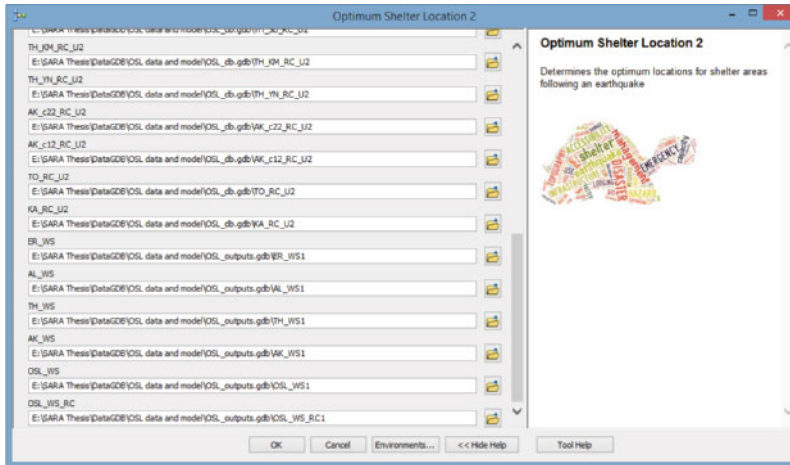 Optimum Shelter Location 2
TH_KM_RC_U2
E:\SARA Thesis\DataGDB\OSL data and model\OSL_db.gdb\TH_KM_RC_U2
TH_YN_RC_U2
E:\SARA Thesis\DataGDB\OSL data and model\OSL_db.gdb\TH_YN_RC_U2
AK_c22_RC_U2
E:\SARA Thesis\DataGDB\OSL data and model\OSL_db.gdb\AK_c22_RC_U2
AK_c12_RC_U2
E:\SARA Thesis\DataGDB\OSL data and model\OSL_db.gdb\AK_c12_RC_U2
TO_RC_U2
E:\SARA Thesis\DataGDB\OSL data and model\OSL_db.gdb\TO_RC_U2
KA_RC_U2
E:\SARA Thesis\DataGDB\OSL data and model\OSL_db.gdb\KA_RC_U2
ER_WS
E:\SARA Thesis\DataGDB\OSL data and model\OSL_outputs.gdb\ER_WS1
AL_WS
E:\SARA Thesis\DataGDB\OSL data and model\OSL_outputs.gdb\AL_WS1
TH_WS
E:\SARA Thesis\DataGDB\OSL data and model\OSL_outputs.gdb\TH_WS1
AK_WS
E:\SARA Thesis\DataGDB\OSL data and model\OSL_outputs.gdb\AK_WS1
OSL_WS
E:\SARA Thesis\DataGDB\OSL data and model\OSL_outputs.gdb\OSL_WS1
OSL_WS_RC
E:\SARA Thesis\DataGDB\OSL data and model\OSL_outputs.gdb\OSL_WS_RC1
OK Cancel Environments... << Hide Help Tool Help
Optimum Shelter Location 2
Determines the optimum locations for shelter areas
following an earthquake
ACCESSIBILITY
shelter
earthquake
management
DISASTER
EMERGENCY
INFRASTRUCTURE
HAZARD